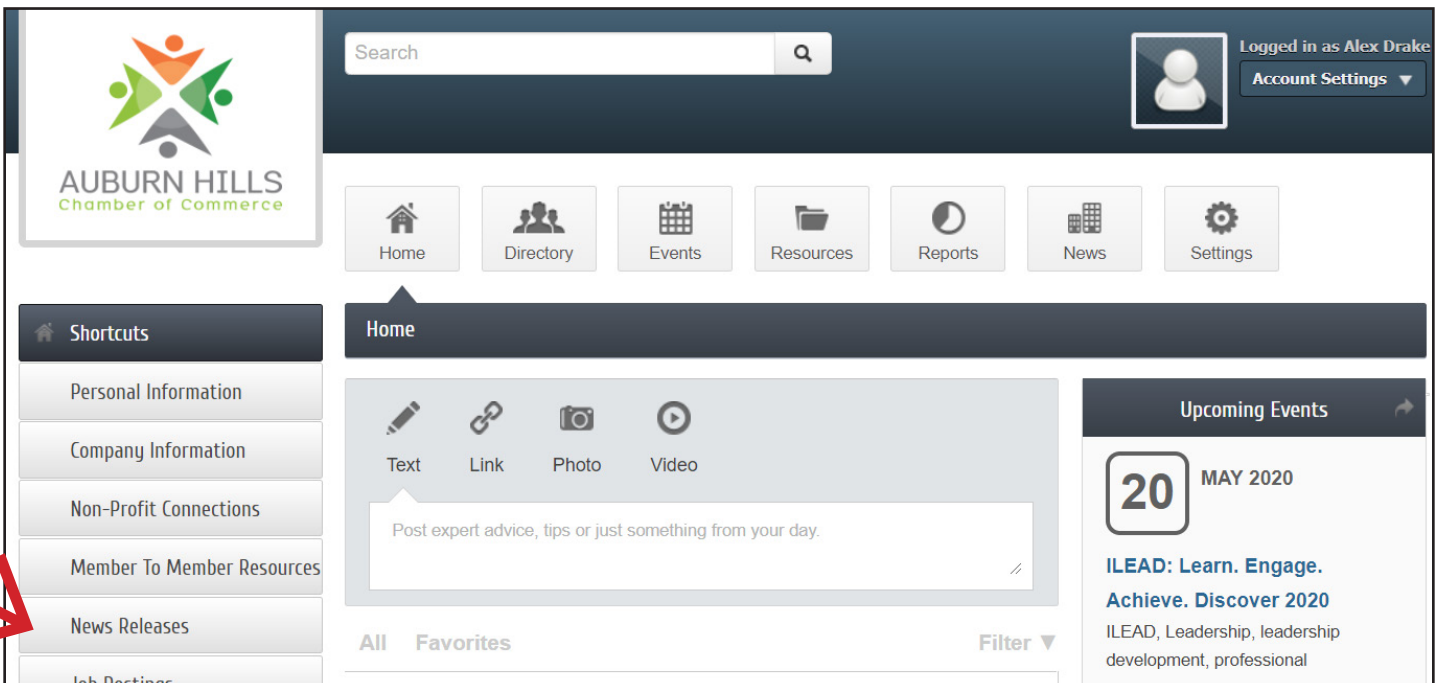 AUBURN HILLS
Chamber of Commerce
Search
Logged in as Alex Drake
Account Settings ▼
Home
Directory
Events
Resources
Reports
News
Settings
Shortcuts
Personal Information
Company Information
Non-Profit Connections
Member To Member Resources
News Releases
Job Postings
Home
Text
Link
Photo
Video
Post expert advice, tips or just something from your day.
All
Favorites
Filter ▼
Upcoming Events
20
MAY 2020
ILEAD: Learn. Engage.
Achieve. Discover 2020
ILEAD, Leadership, leadership
development, professional